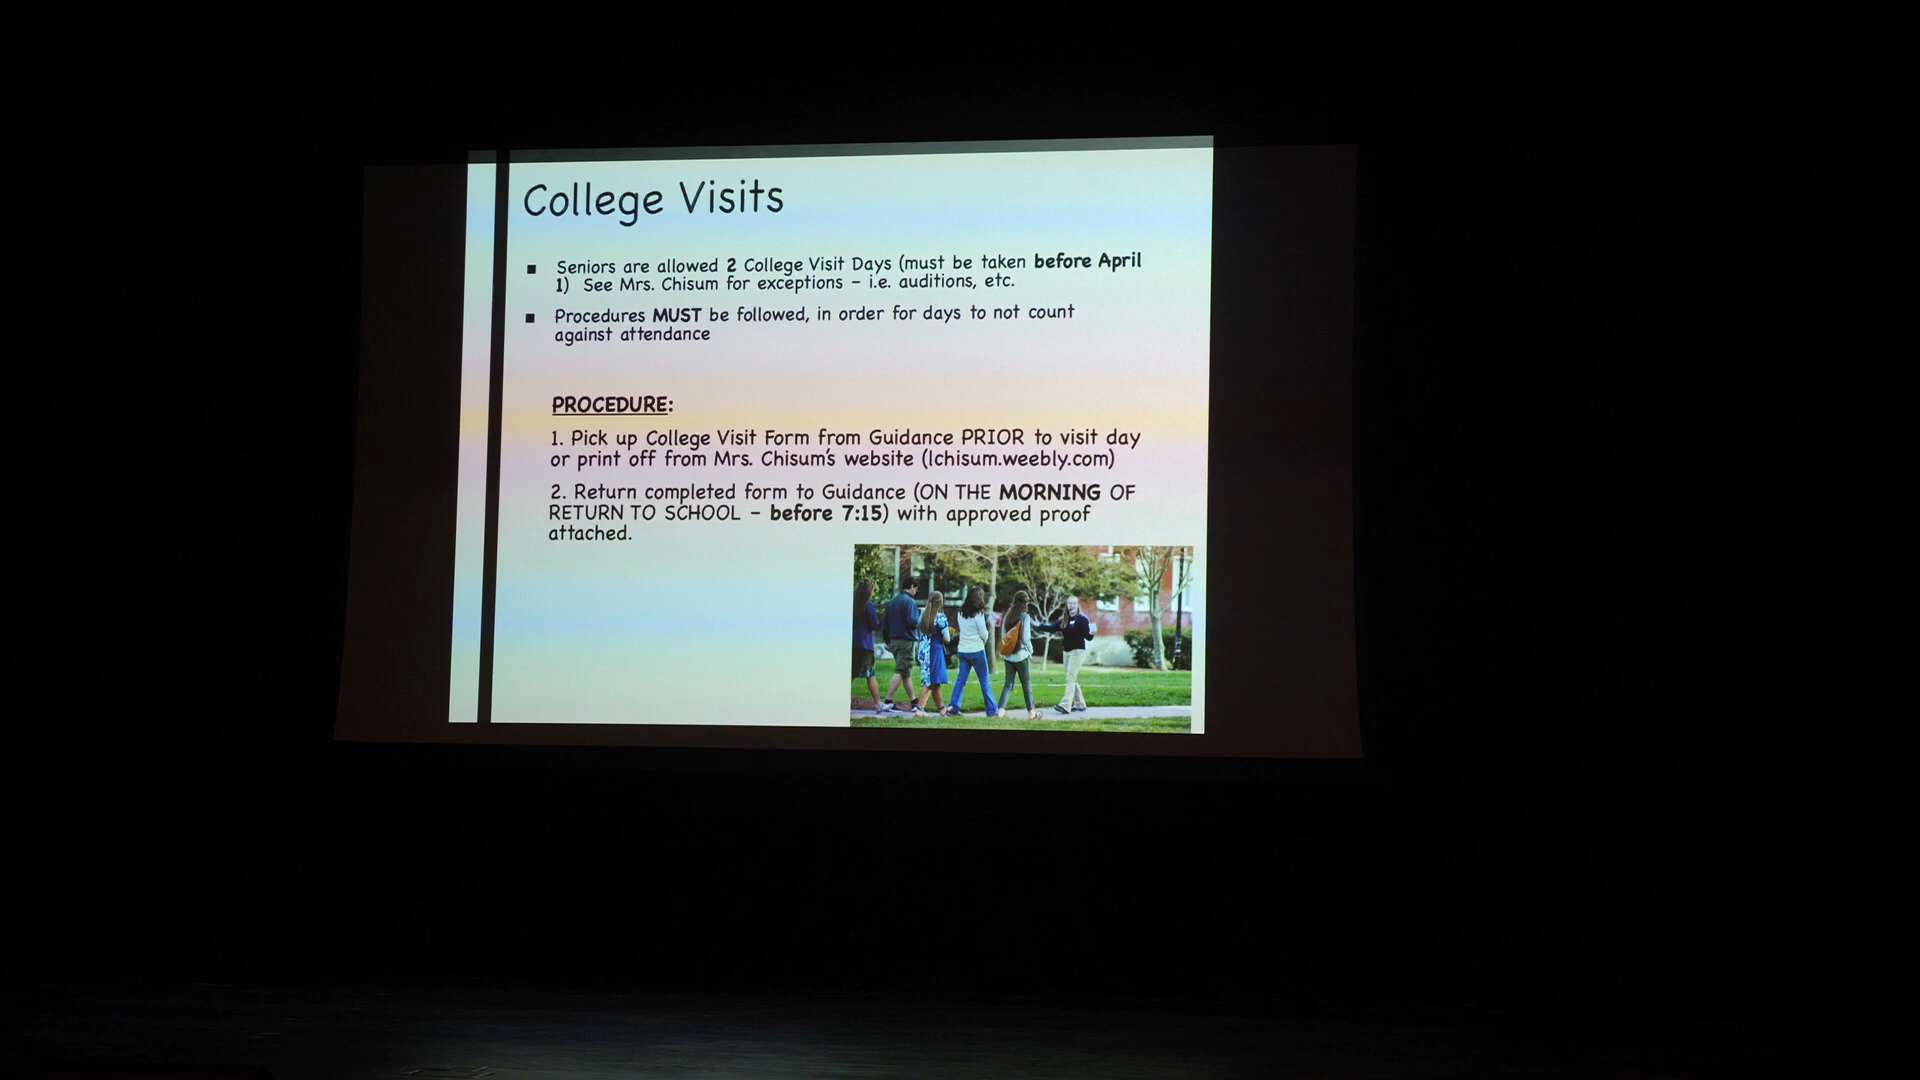 College Visits
■ Seniors are allowed 2 College Visit Days (must be taken before April
1) See Mrs. Chisum for exceptions – i.e. auditions, etc.
■ Procedures MUST be followed, in order for days to not count
against attendance
PROCEDURE:
1. Pick up College Visit Form from Guidance PRIOR to visit day
or print off from Mrs. Chisum's website (lchisum.weebly.com)
2. Return completed form to Guidance (ON THE MORNING OF
RETURN TO SCHOOL – before 7:15) with approved proof
attached.